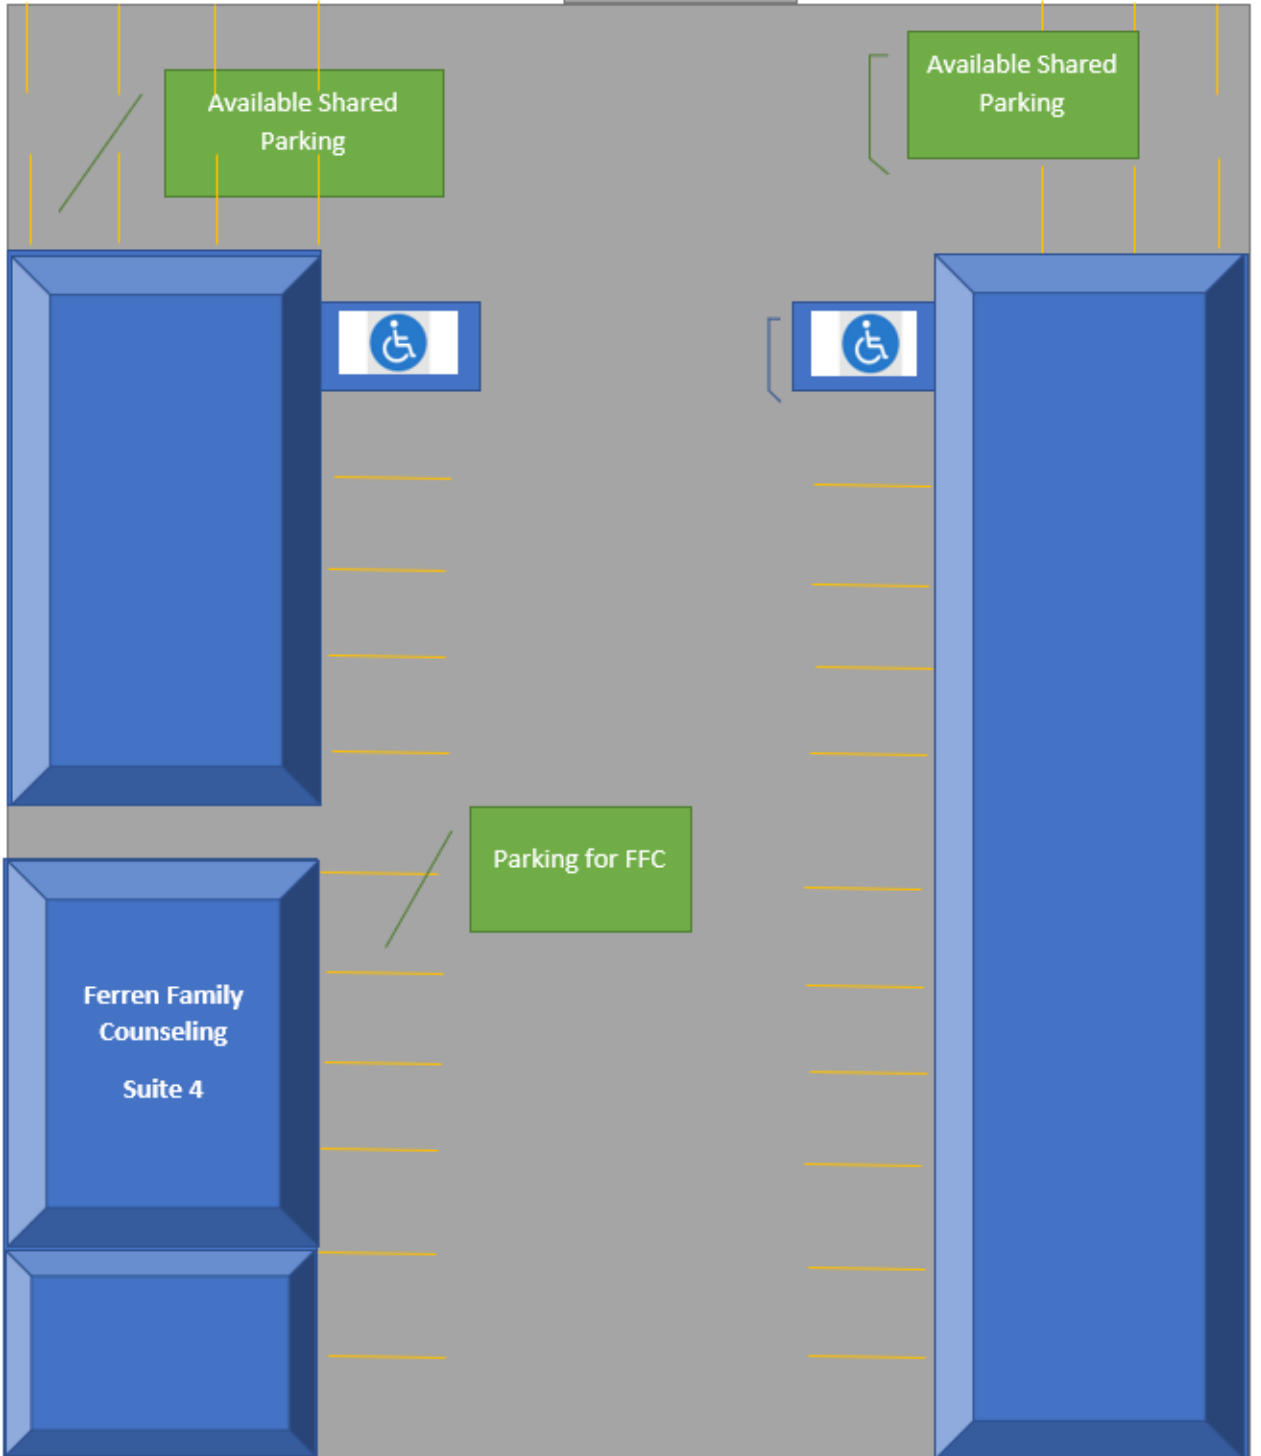 Available Shared
Parking
Available Shared
Parking
Parking for FFC
Ferren Family
Counseling
Suite 4